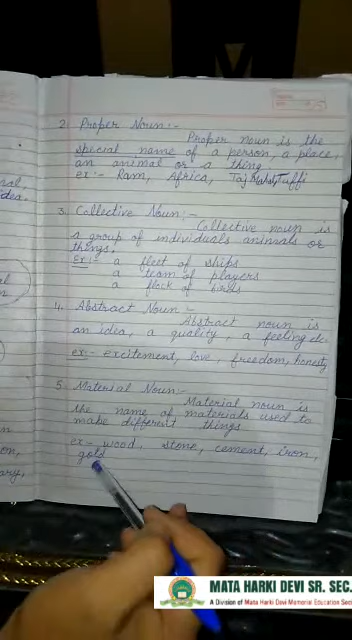 2. Proper Noun:-
Proper noun is the
special name of a person, a place,
an animal or a thing
ex:- Ram, Africa, Taj Mahal, Tuffi
3. Collective Noun:-
Collective noun is
a group of individuals animals or
things.
Ex:- a fleet of ships
a team of players
a flock of birds
4. Abstract Noun:-
Abstract noun is
an idea, a quality, a feeling etc.
ex:- excitement, love, freedom, honesty
5. Material Noun:-
Material noun is
the name of materials used to
make different things
ex- wood, stone, cement, iron,
gold
MATA HARKI DEVI SR. SEC.
A Division of Mata Harki Devi Memorial Education Soci